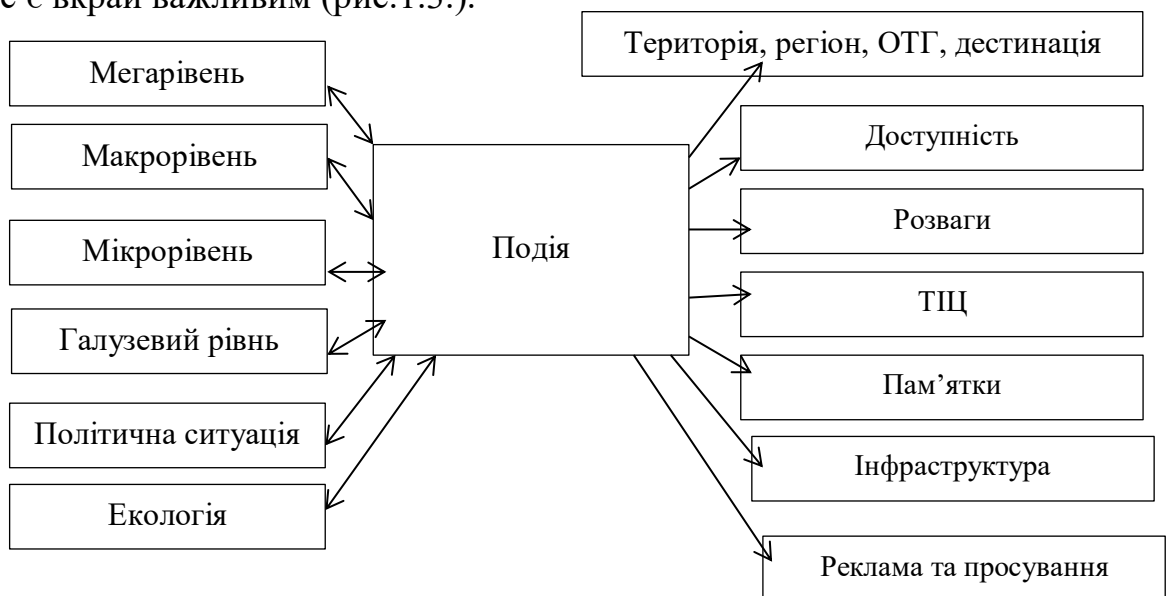 є вкрай важливим (рис.1.3.).
Територія, регіон, ОТГ, дестинація
Мегарівень
Макрорівень
Мікрорівень
Галузевий рівнь
Політична ситуація
Екологія
Подія
Доступність
Розваги
ТІЦ
Пам’ятки
Інфраструктура
Реклама та просування